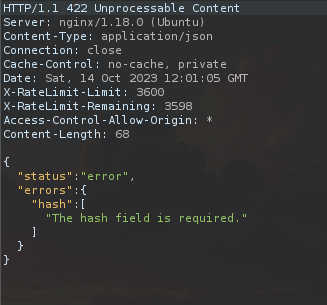 HTTP/1.1 422 Unprocessable Content
Server: nginx/1.18.0 (Ubuntu)
Content-Type: application/json
Connection: close
Cache-Control: no-cache, private
Date: Sat, 14 Oct 2023 12:01:05 GMT
X-RateLimit-Limit: 3600
X-RateLimit-Remaining: 3598
Access-Control-Allow-Origin: *
Content-Length: 68

{
  "status":"error",
  "errors":{
    "hash":[
      "The hash field is required."
    ]
  }
}